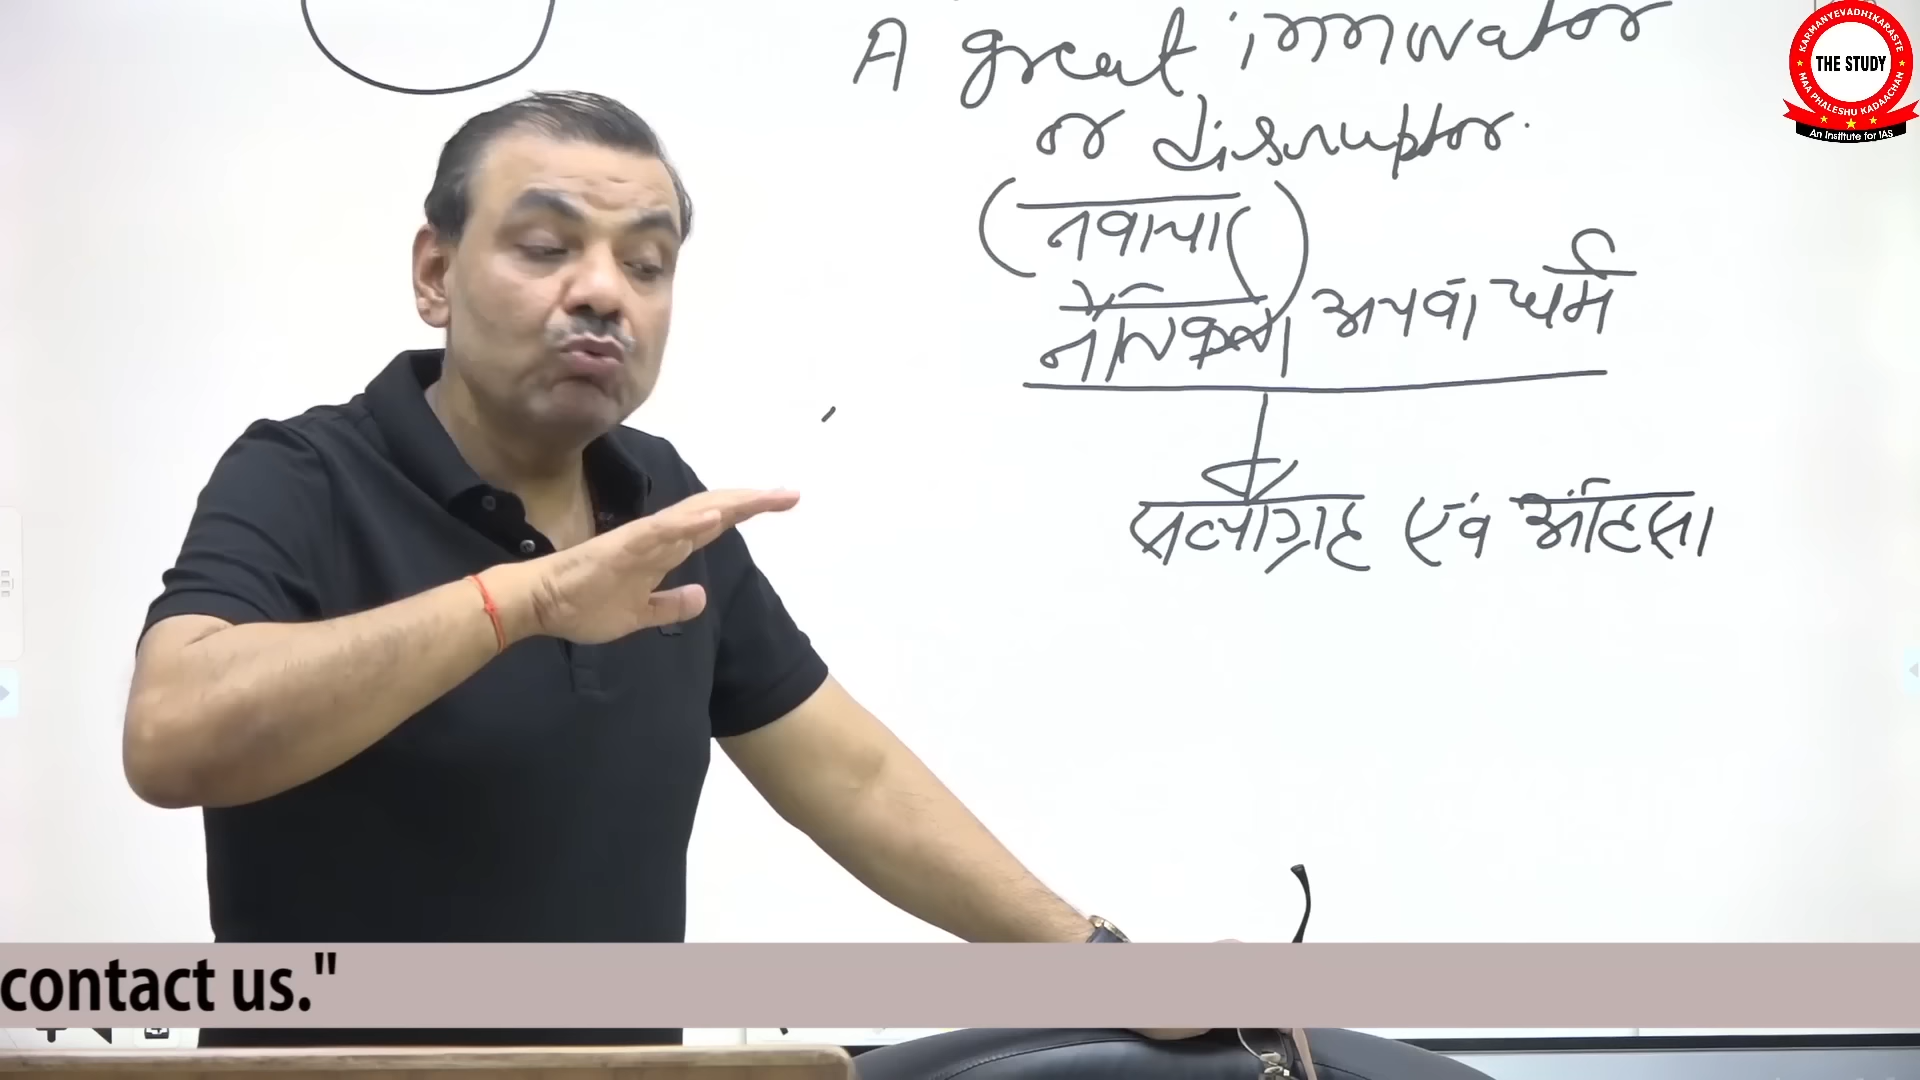 A great innovator
or disruptor.
(नवाचार)
नैतिकता अथवा धर्म
सत्याग्रह एवं अहिंसा
KARMANYEVADHIKARASTE
THE STUDY
MAA PHALESHU KADAACHAN
An Institute for IAS
contact us."